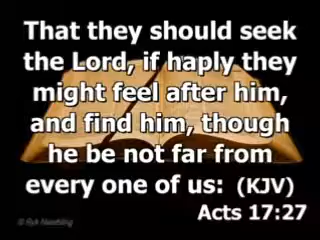 That they should seek
the Lord, if haply they
might feel after him,
and find him, though
he be not far from
every one of us: (KJV)
Acts 17:27